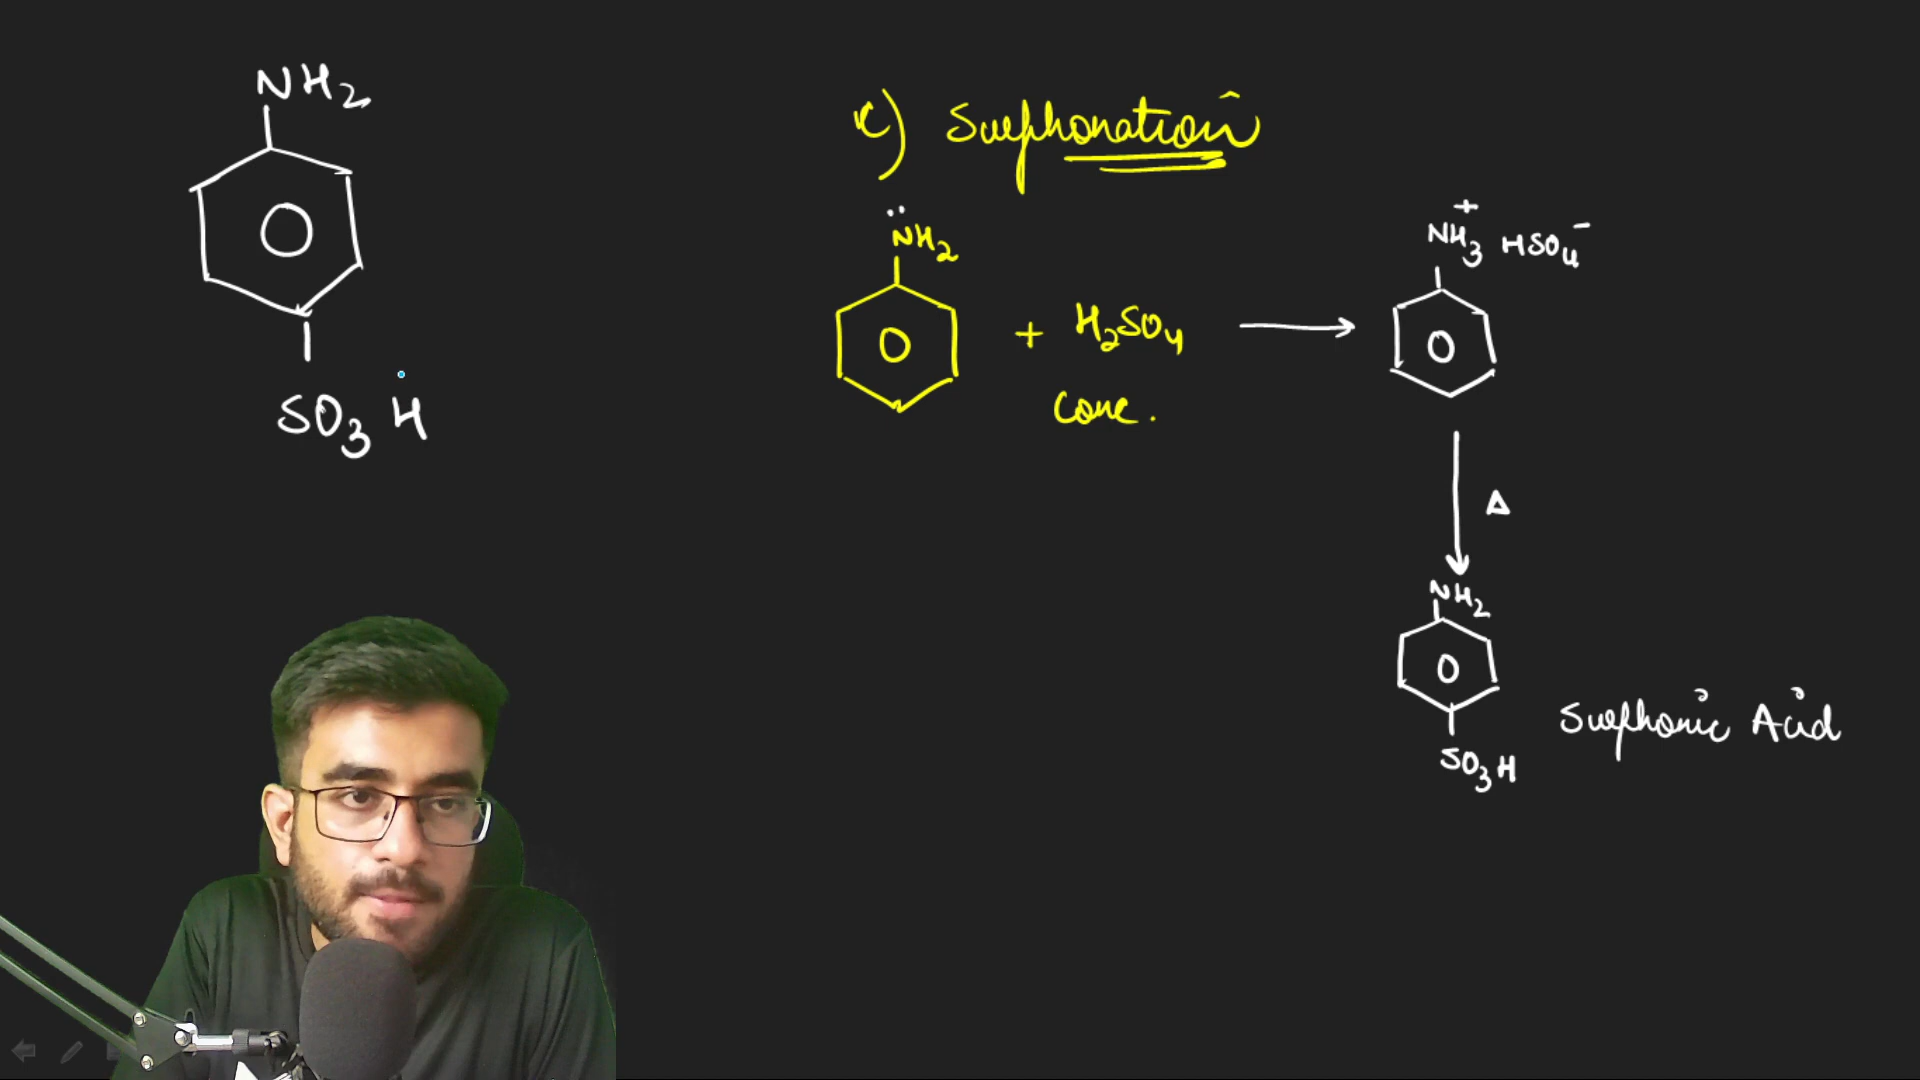 NH2
SO3 H
c) Sulphonation
NH2
+ H2SO4
conc.
NH3+ HSO4-
Δ
NH2
SO3H
Sulphonic Acid